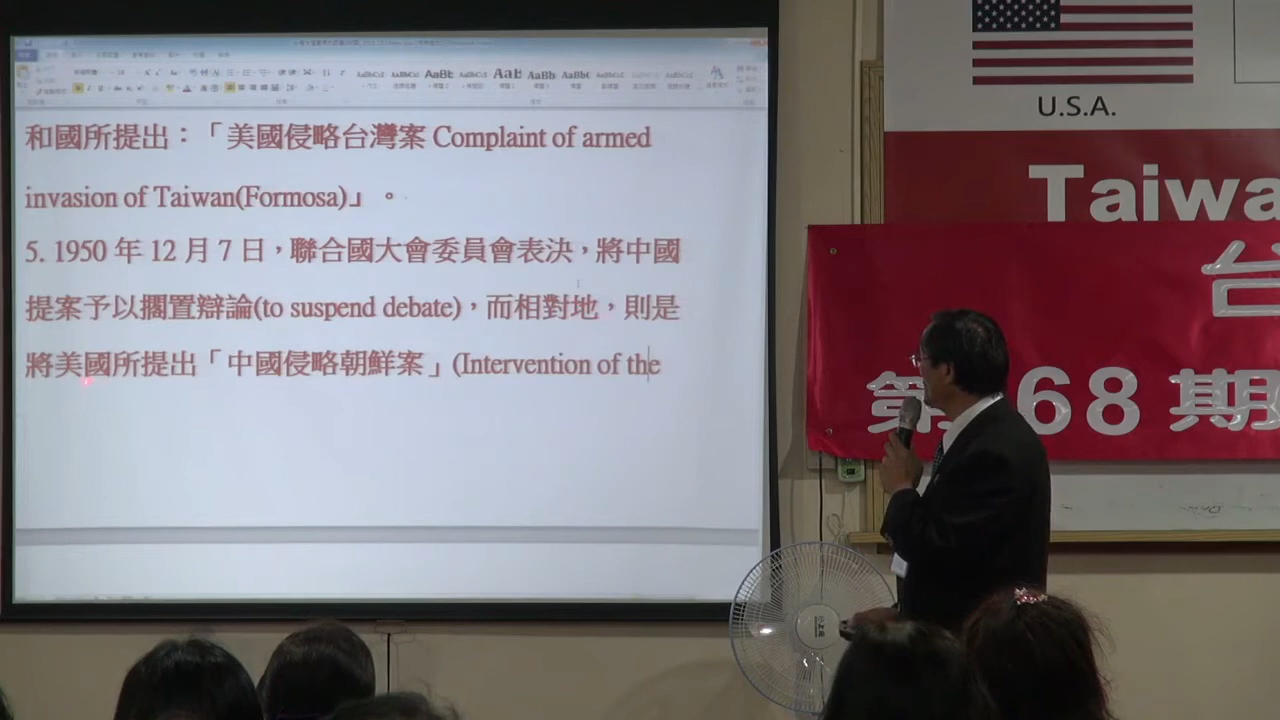 和國所提出：「美國侵略台灣案 Complaint of armed
invasion of Taiwan(Formosa)」。
5. 1950 年 12 月 7 日，聯合國大會委員會表決，將中國
提案予以擱置辯論(to suspend debate)，而相對地，則是
將美國所提出「中國侵略朝鮮案」(Intervention of the
U.S.A.
Taiwa
台
第 68 期